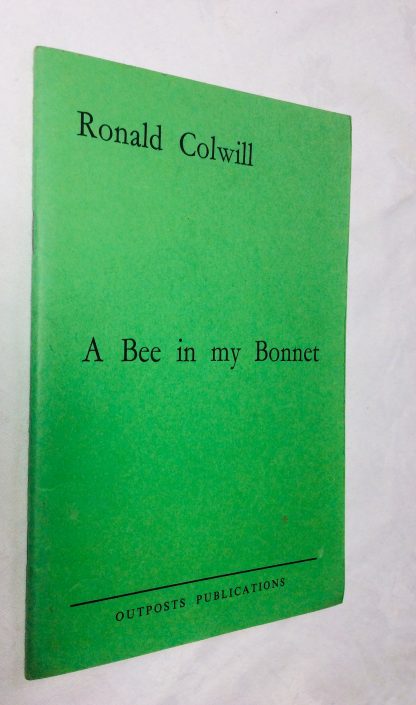 Ronald Colwill
A Bee in my Bonnet
OUTPOSTS PUBLICATIONS